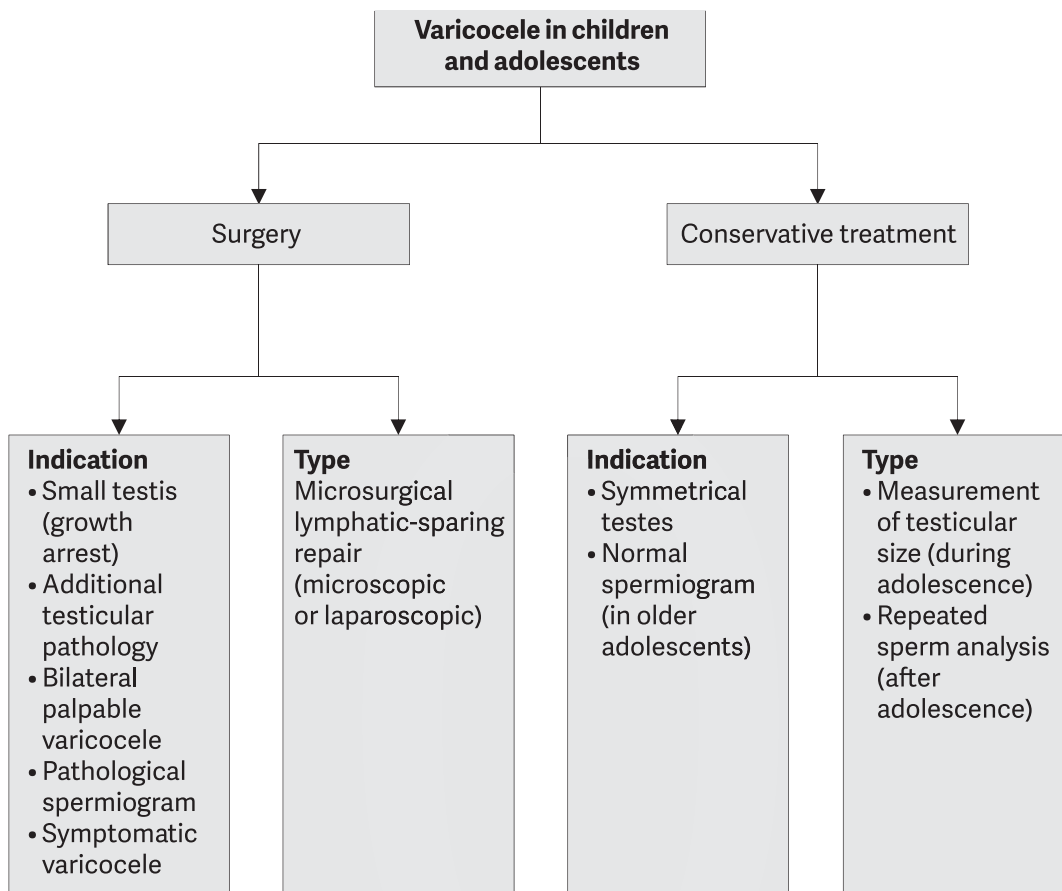 Varicocele in children
and adolescents
Surgery
Conservative treatment
Indication
• Small testis
(growth
arrest)
• Additional
testicular
pathology
• Bilateral
palpable
varicocele
• Pathological
spermiogram
• Symptomatic
varicocele
Type
Microsurgical
lymphatic-sparing
repair
(microscopic
or laparoscopic)
Indication
• Symmetrical
testes
• Normal
spermiogram
(in older
adolescents)
Type
• Measurement
of testicular
size (during
adolescence)
• Repeated
sperm analysis
(after
adolescence)